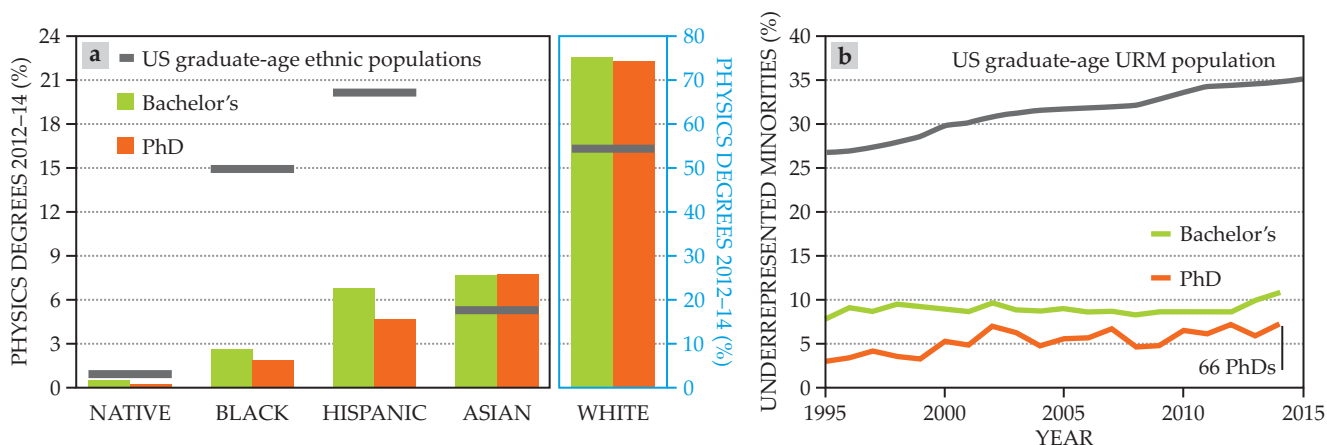 a
US graduate-age ethnic populations
Bachelor's
PhD
PHYSICS DEGREES 2012–14 (%)
24
21
18
15
12
9
6
3
0
NATIVE
BLACK
HISPANIC
ASIAN
WHITE
80
70
60
50
40
30
20
10
0
PHYSICS DEGREES 2012–14 (%)
b
US graduate-age URM population
UNDERREPRESENTED MINORITIES (%)
40
35
30
25
20
15
10
5
0
Bachelor's
PhD
66 PhDs
1995
2000
2005
2010
2015
YEAR